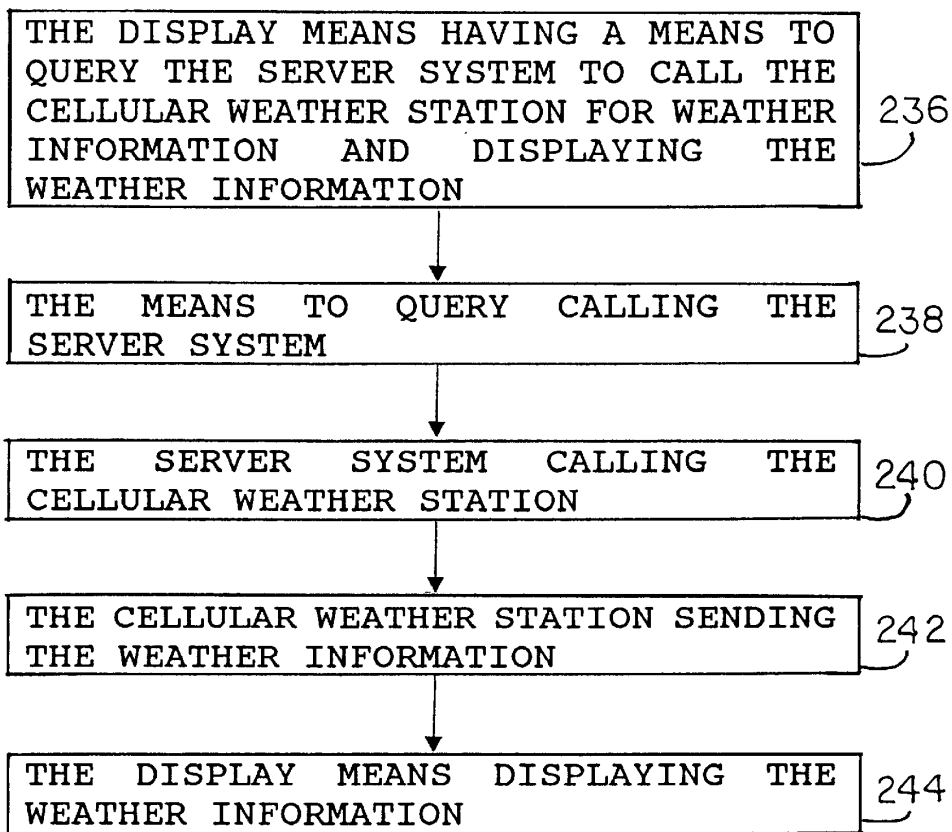 THE DISPLAY MEANS HAVING A MEANS TO
QUERY THE SERVER SYSTEM TO CALL THE
CELLULAR WEATHER STATION FOR WEATHER
INFORMATION AND DISPLAYING THE
WEATHER INFORMATION
236
THE MEANS TO QUERY CALLING THE
SERVER SYSTEM
238
THE SERVER SYSTEM CALLING THE
CELLULAR WEATHER STATION
240
THE CELLULAR WEATHER STATION SENDING
THE WEATHER INFORMATION
242
THE DISPLAY MEANS DISPLAYING THE
WEATHER INFORMATION
244